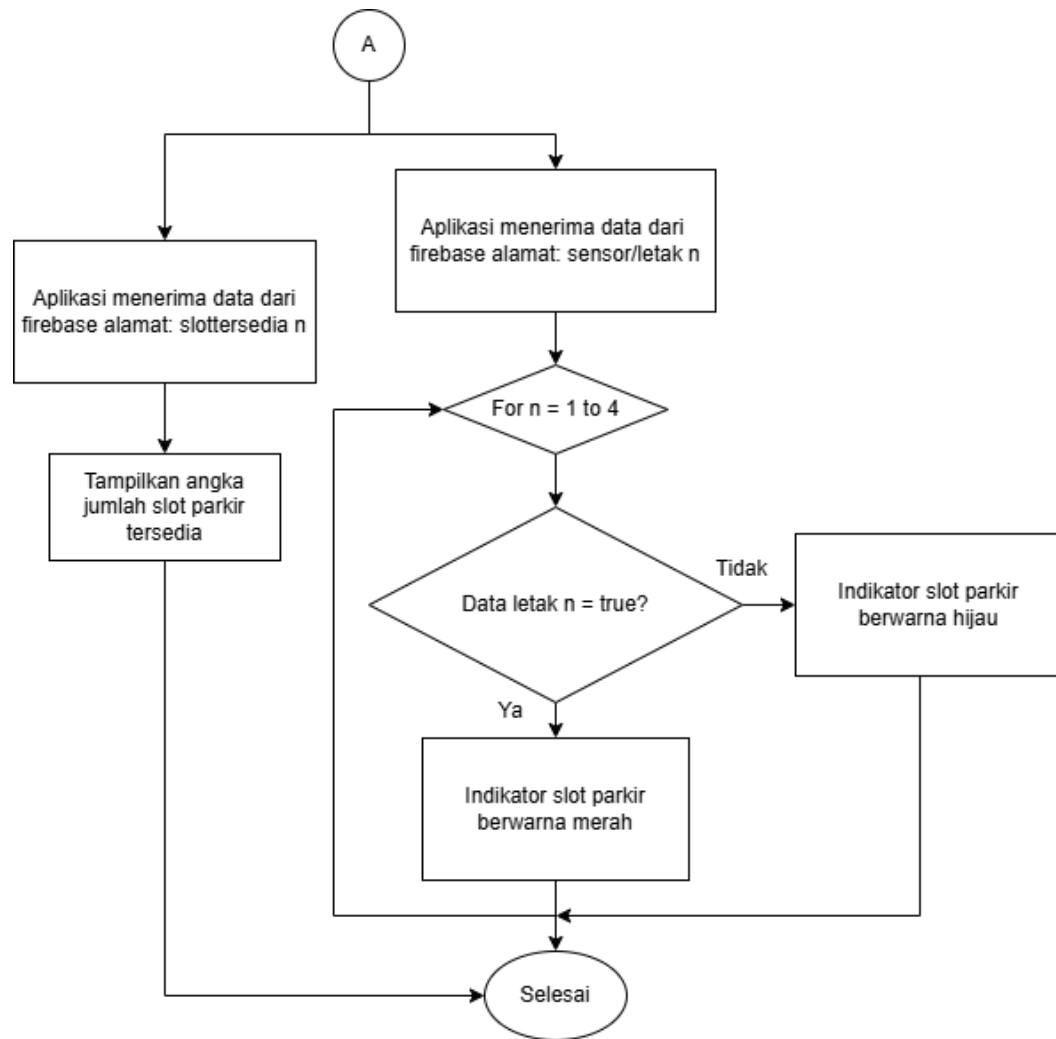 A
Aplikasi menerima data dari
firebase alamat: slottersedia n
Tampilkan angka
jumlah slot parkir
tersedia
Aplikasi menerima data dari
firebase alamat: sensor/letak n
For n = 1 to 4
Data letak n = true?
Tidak
Indikator slot parkir
berwarna hijau
Ya
Indikator slot parkir
berwarna merah
Selesai